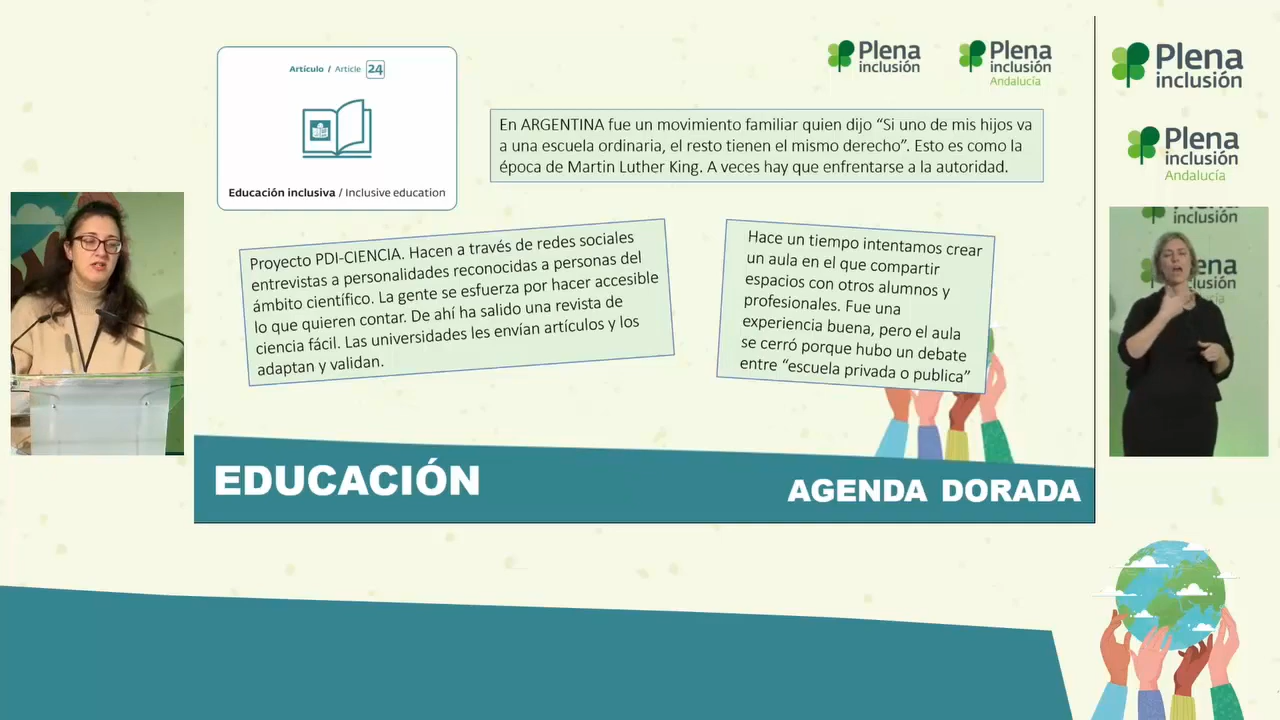 Artículo / Article 24
Educación inclusiva / Inclusive education
Plena
inclusión
Plena
inclusión
Andalucía
Plena
inclusión
Plena
inclusión
Andalucía
En ARGENTINA fue un movimiento familiar quien dijo “Si uno de mis hijos va
a una escuela ordinaria, el resto tienen el mismo derecho”. Esto es como la
época de Martin Luther King. A veces hay que enfrentarse a la autoridad.
Proyecto PDI-CIENCIA. Hacen a través de redes sociales
entrevistas a personalidades reconocidas a personas del
ámbito científico. La gente se esfuerza por hacer accesible
lo que quieren contar. De ahí ha salido una revista de
ciencia fácil. Las universidades les envían artículos y los
adaptan y validan.
Hace un tiempo intentamos crear
un aula en el que compartir
espacios con otros alumnos y
profesionales. Fue una
experiencia buena, pero el aula
se cerró porque hubo un debate
entre “escuela privada o publica”
inclusión
EDUCACIÓN
AGENDA DORADA